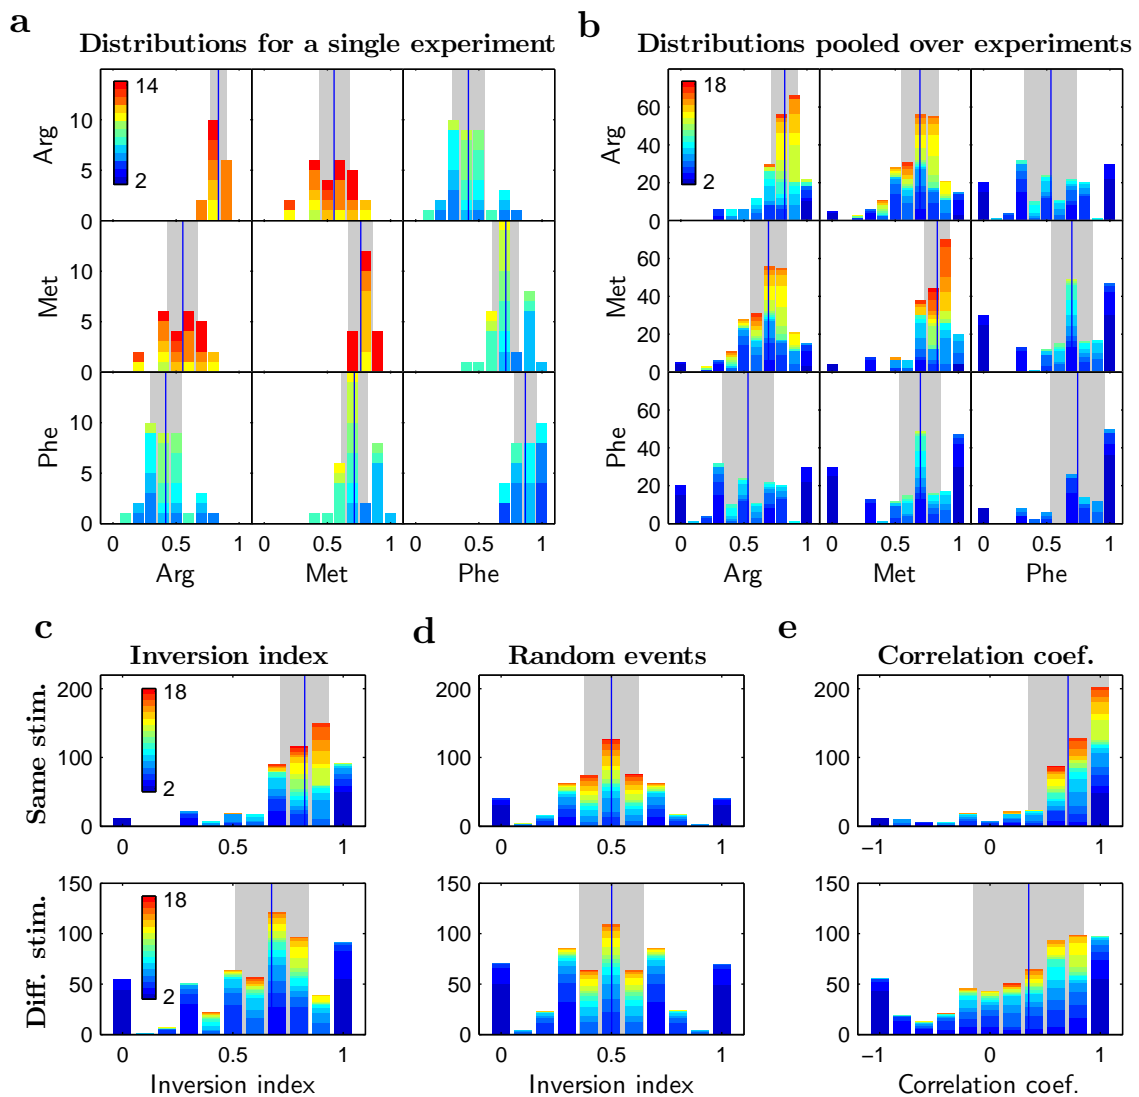 a
Distributions for a single experiment
b
Distributions pooled over experiments
14
2
10
5
0
Arg
10
5
0
Met
10
5
0
Phe
0 0.5 1
0 0.5 1
0 0.5 1
Arg Met Phe
18
2
60
40
20
0
Arg
60
40
20
0
Met
60
40
20
0
Phe
0 0.5 1
0 0.5 1
0 0.5 1
Arg Met Phe
c
Inversion index
d
Random events
e
Correlation coef.
Same stim.
200
100
0
18
2
0 0.5 1
200
100
0
0 0.5 1
200
100
0
−1 0 1
Diff. stim.
150
100
50
0
18
2
0 0.5 1
Inversion index
150
100
50
0
0 0.5 1
Inversion index
150
100
50
0
−1 0 1
Correlation coef.